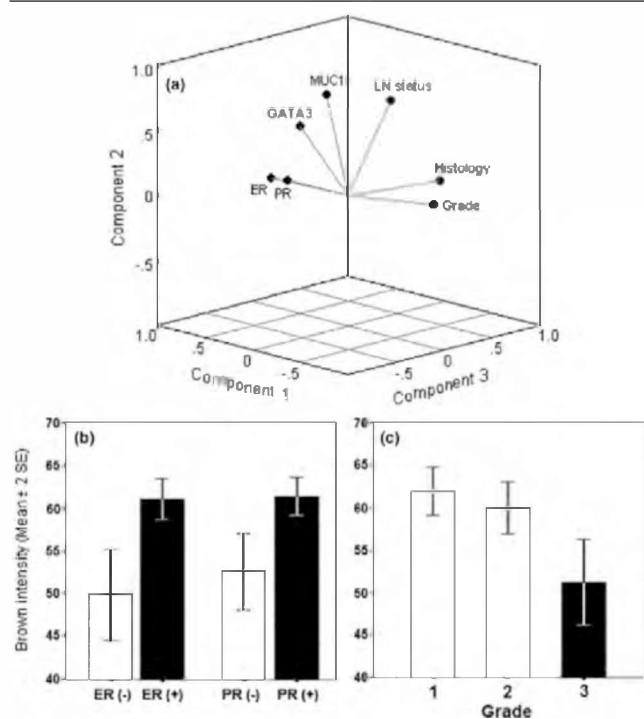 1.0
(a)
MUC1
LN status
GATA3
.5
ER
PR
Histology
Grade
0
-.5
Component 2
1.0
.5
0
-.5
Component 1
-.5
0
.5
1.0
Component 3
1.0
(b)
70
65
60
55
50
45
40
Brown intensity (Mean ± 2 SE)
ER (-) ER (+) PR (-) PR (+)
(c)
70
65
60
55
50
45
40
1 2 3
Grade